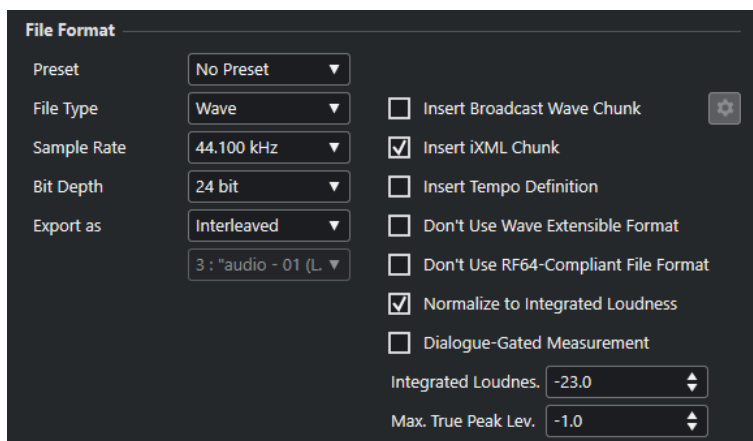 File Format
Preset No Preset
File Type Wave Insert Broadcast Wave Chunk
Sample Rate 44.100 kHz Insert iXML Chunk
Bit Depth 24 bit Insert Tempo Definition
Export as Interleaved Don't Use Wave Extensible Format
3 : "audio - 01 (L. Don't Use RF64-Compliant File Format
Normalize to Integrated Loudness
Dialogue-Gated Measurement
Integrated Loudnes. -23.0
Max. True Peak Lev. -1.0